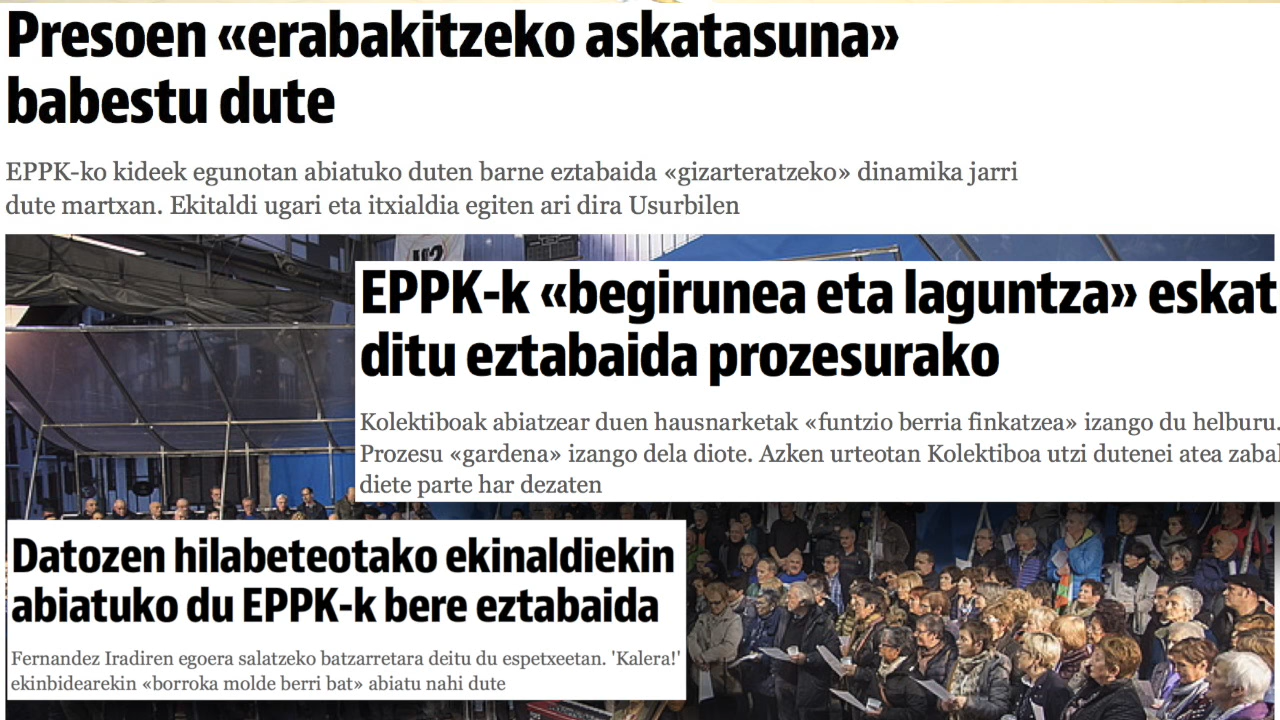 Presoen «erabakitzeko askatasuna»
babestu dute
EPPK-ko kideek egunotan abiatuko duten barne eztabaida «gizarteratzeko» dinamika jarri
dute martxan. Ekitaldi ugari eta itxialdia egiten ari dira Usurbilen
EPPK-k «begirunea eta laguntza» eskat
ditu eztabaida prozesurako
Kolektiboak abiatzear duen hausnarketak «funtzio berria finkatzea» izango du helburu.
Prozesu «gardena» izango dela diote. Azken urteotan Kolektiboa utzi dutenei atea zabal
diete parte har dezaten
Datozen hilabeteotako ekinaldiekin
abiatuko du EPPK-k bere eztabaida
Fernandez Iradiren egoera salatzeko batzarretara deitu du espetxeetan. 'Kalera!'
ekinbidearekin «borroka molde berri bat» abiatu nahi dute